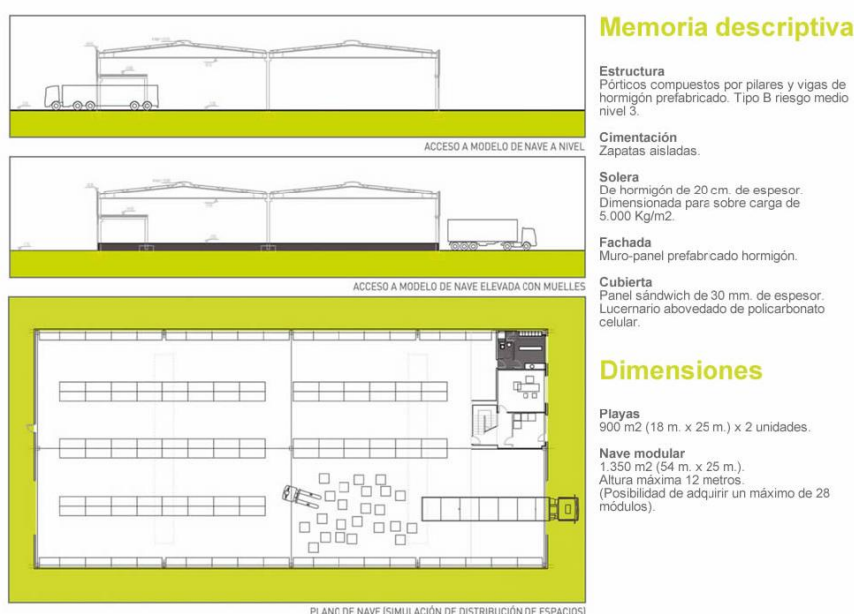 Memoria descriptiva
Estructura
Pórticos compuestos por pilares y vigas de
hormigón prefabricado. Tipo B riesgo medio
nivel 3.
Cimentación
Zapatas aisladas.
Solera
De hormigón de 20 cm. de espesor.
Dimensionada para sobre carga de
5.000 Kg/m2.
Fachada
Muro-panel prefabricado hormigón.
Cubierta
Panel sándwich de 30 mm. de espesor.
Lucernario abovedado de policarbonato
celular.
Dimensiones
Playas
900 m2 (18 m. x 25 m.) x 2 unidades.
Nave modular
1.350 m2 (54 m. x 25 m.).
Altura máxima 12 metros.
(Posibilidad de adquirir un máximo de 28
módulos).
ACCESO A MODELO DE NAVE A NIVEL
ACCESO A MODELO DE NAVE ELEVADA CON MUELLES
PLANO DE NAVE (SIMULACIÓN DE DISTRIBUCIÓN DE ESPACIOS)